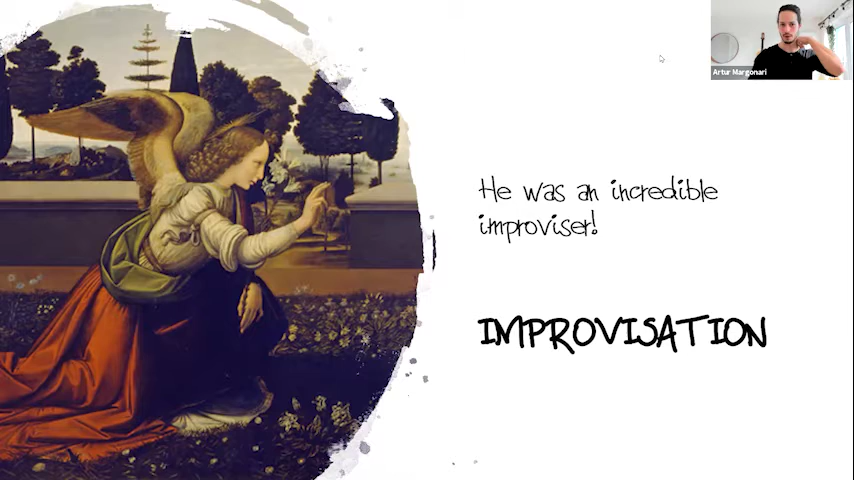 Artur Margonari
He was an incredible
improviser!
IMPROVISATION